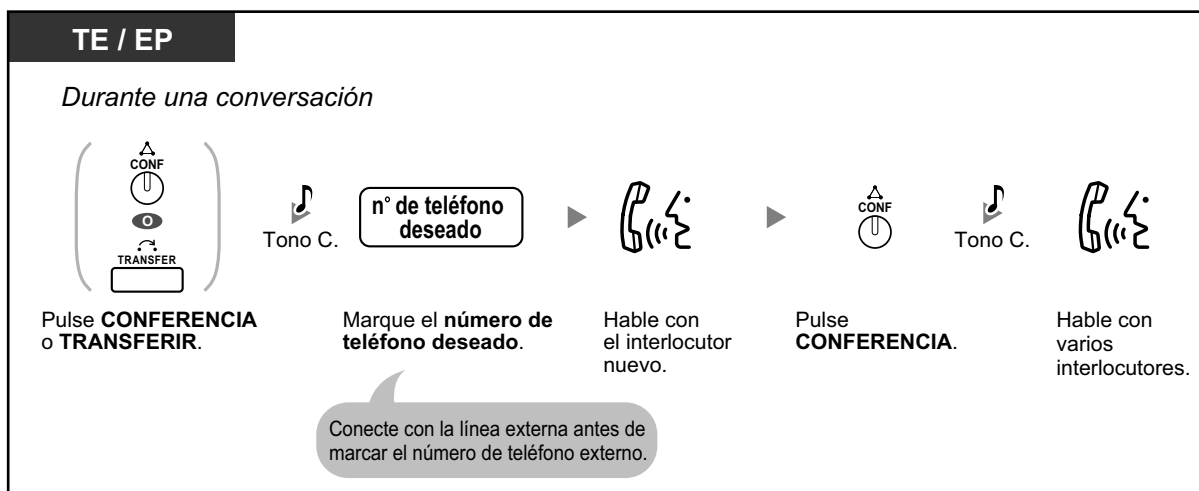 TE / EP
Durante una conversación
CONF
O
TRANSFER
Tono C.
n° de teléfono
deseado
CONF
Tono C.
Pulse CONFERENCIA
o TRANSFERIR.
Marque el número de
teléfono deseado.
Hable con
el interlocutor
nuevo.
Pulse
CONFERENCIA.
Hable con
varios
interlocutores.
Conecte con la línea externa antes de
marcar el número de teléfono externo.